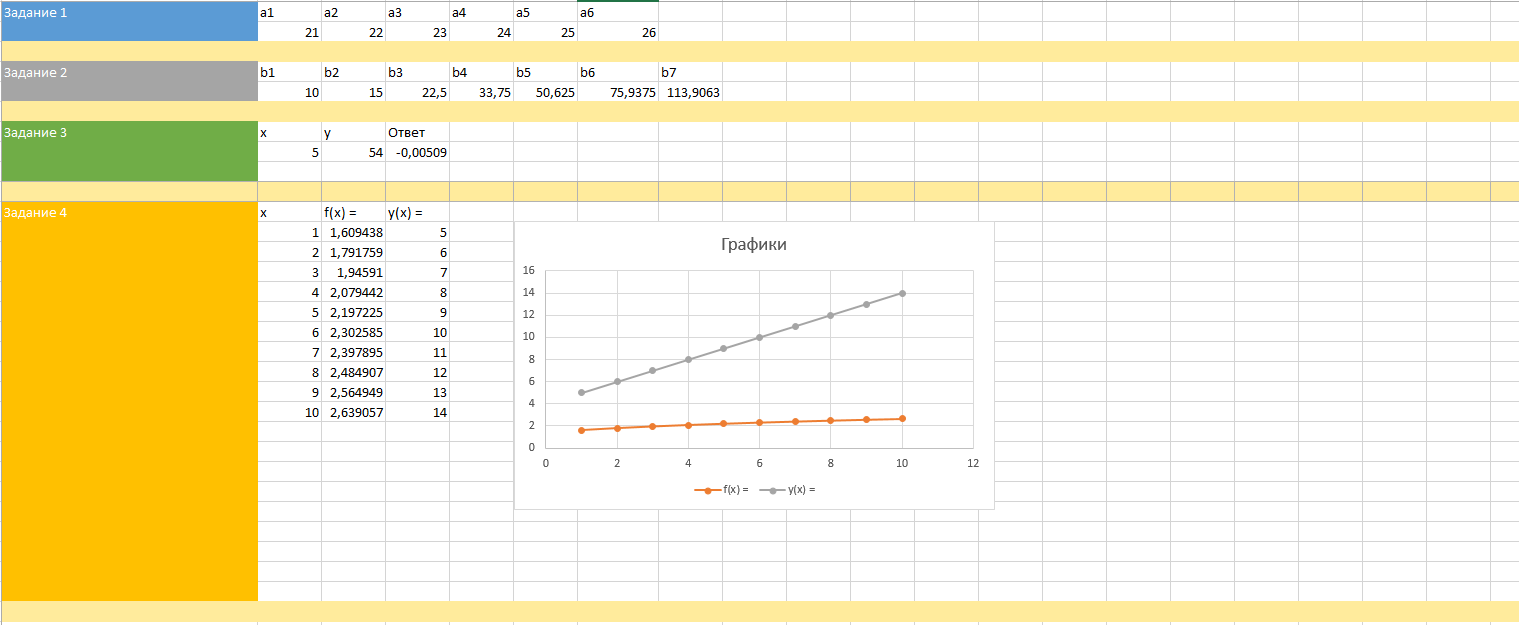 Задание 1 a1 a2 a3 a4 a5 a6
21 22 23 24 25 26
Задание 2 b1 b2 b3 b4 b5 b6 b7
10 15 22,5 33,75 50,625 75,9375 113,9063
Задание 3 x y Ответ
5 54 -0,00509
Задание 4 x f(x) = y(x) =
1 1,609438 5
2 1,791759 6
3 1,94591 7
4 2,079442 8
5 2,197225 9
6 2,302585 10
7 2,397895 11
8 2,484907 12
9 2,564949 13
10 2,639057 14
Графики
16
14
12
10
8
6
4
2
0
0 2 4 6 8 10 12
f(x) = y(x) =